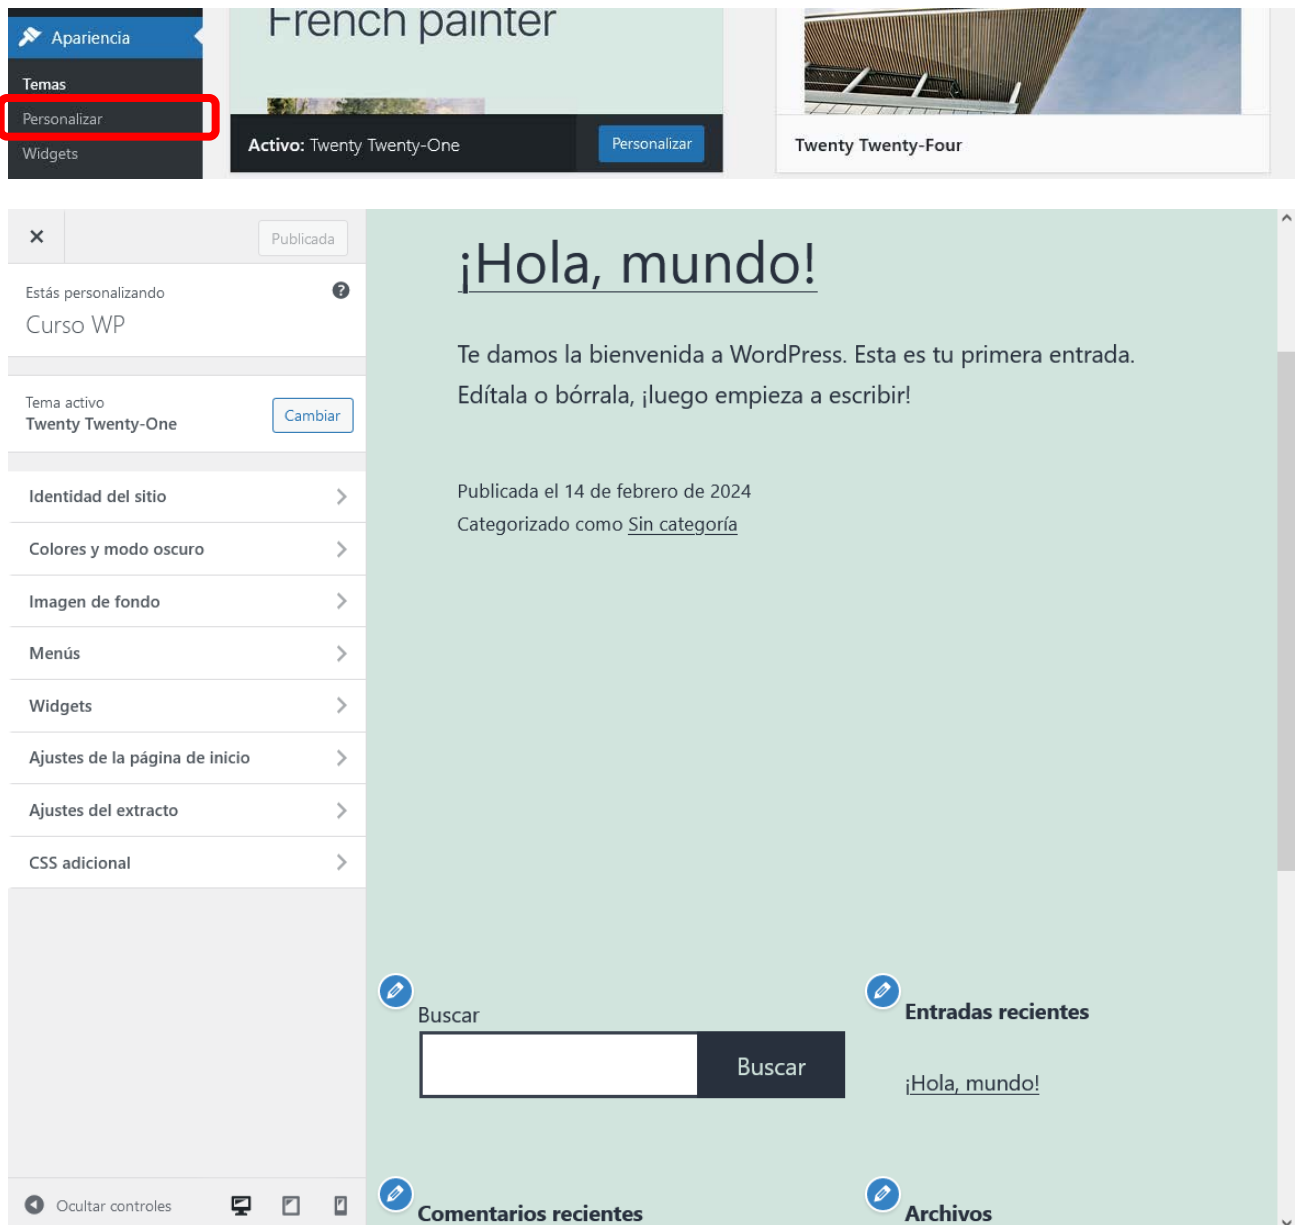 French painter
Apariencia
Temas
Personalizar
Widgets
Activo: Twenty Twenty-One
Personalizar
Twenty Twenty-Four
Publicada
Estás personalizando
Curso WP
Tema activo
Twenty Twenty-One
Cambiar
Identidad del sitio
Colores y modo oscuro
Imagen de fondo
Menús
Widgets
Ajustes de la página de inicio
Ajustes del extracto
CSS adicional
Ocultar controles
¡Hola, mundo!
Te damos la bienvenida a WordPress. Esta es tu primera entrada.
Edítala o bórrala, ¡luego empieza a escribir!
Publicada el 14 de febrero de 2024
Categorizado como Sin categoría
Buscar
Buscar
Entradas recientes
¡Hola, mundo!
Comentarios recientes
Archivos